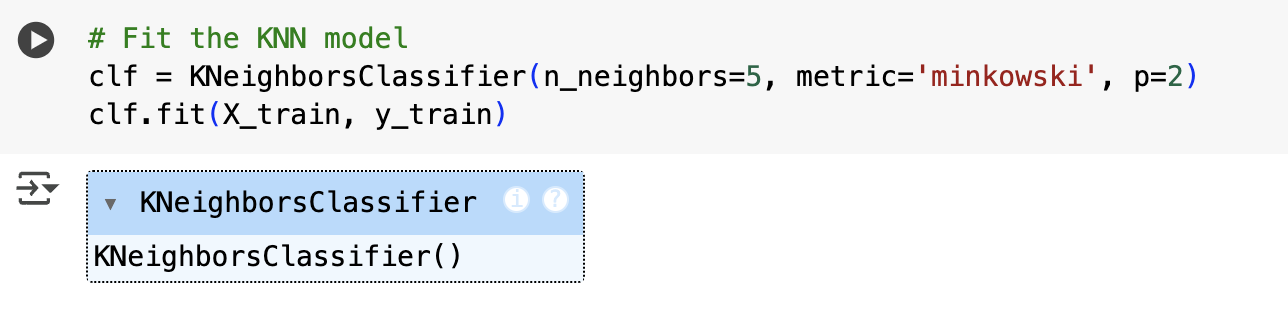 # Fit the KNN model
clf = KNeighborsClassifier(n_neighbors=5, metric='minkowski', p=2)
clf.fit(X_train, y_train)
▾ KNeighborsClassifier i ?
KNeighborsClassifier()